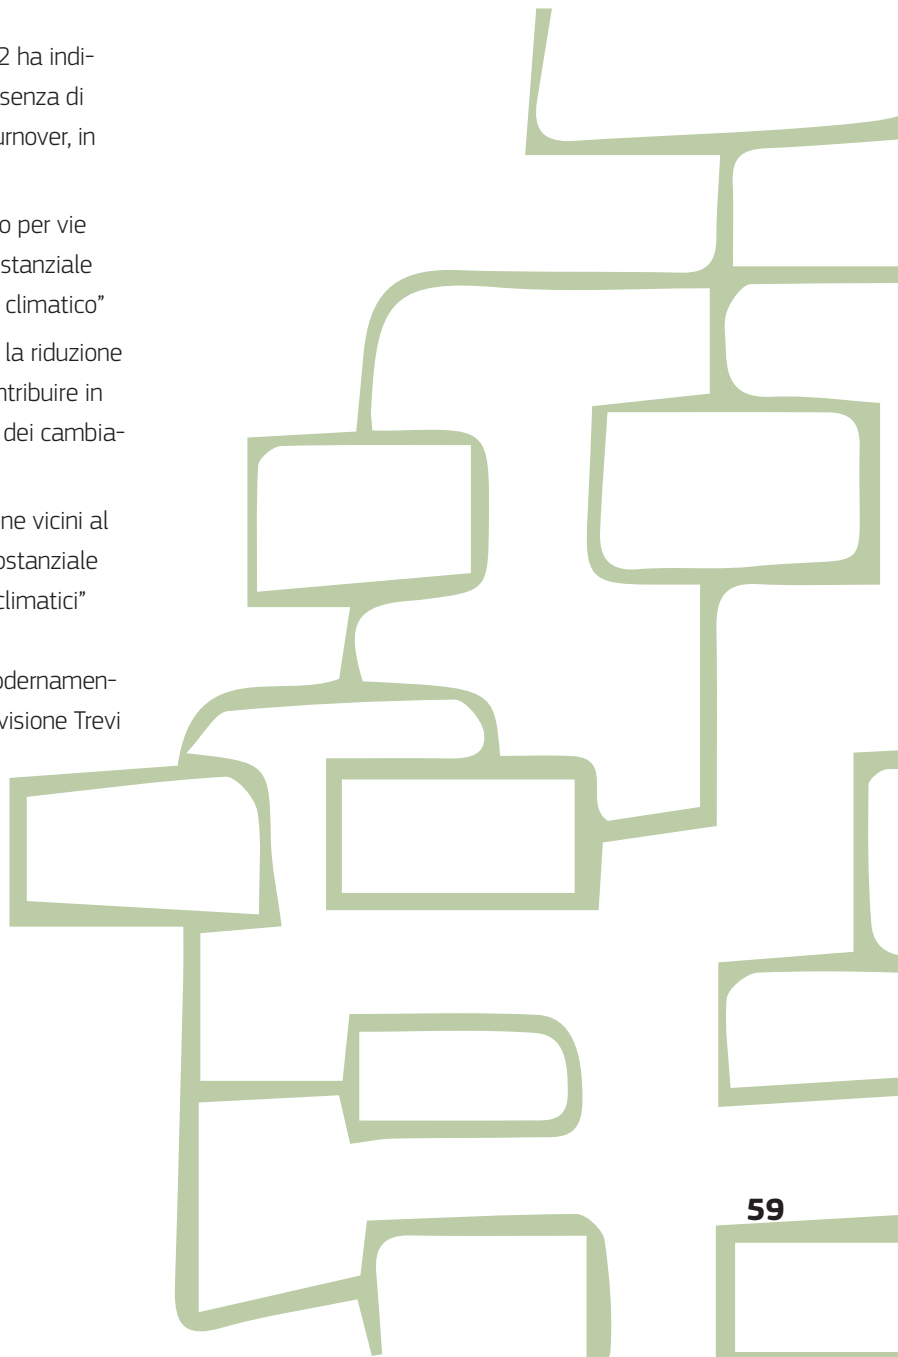 2 ha indi-
senza di
urnover, in
o per vie
stanziale
climatico”
la riduzione
ntribuire in
dei cambia-
ne vicini al
ostanziale
climatici”
odernamen-
visione Trevi
59